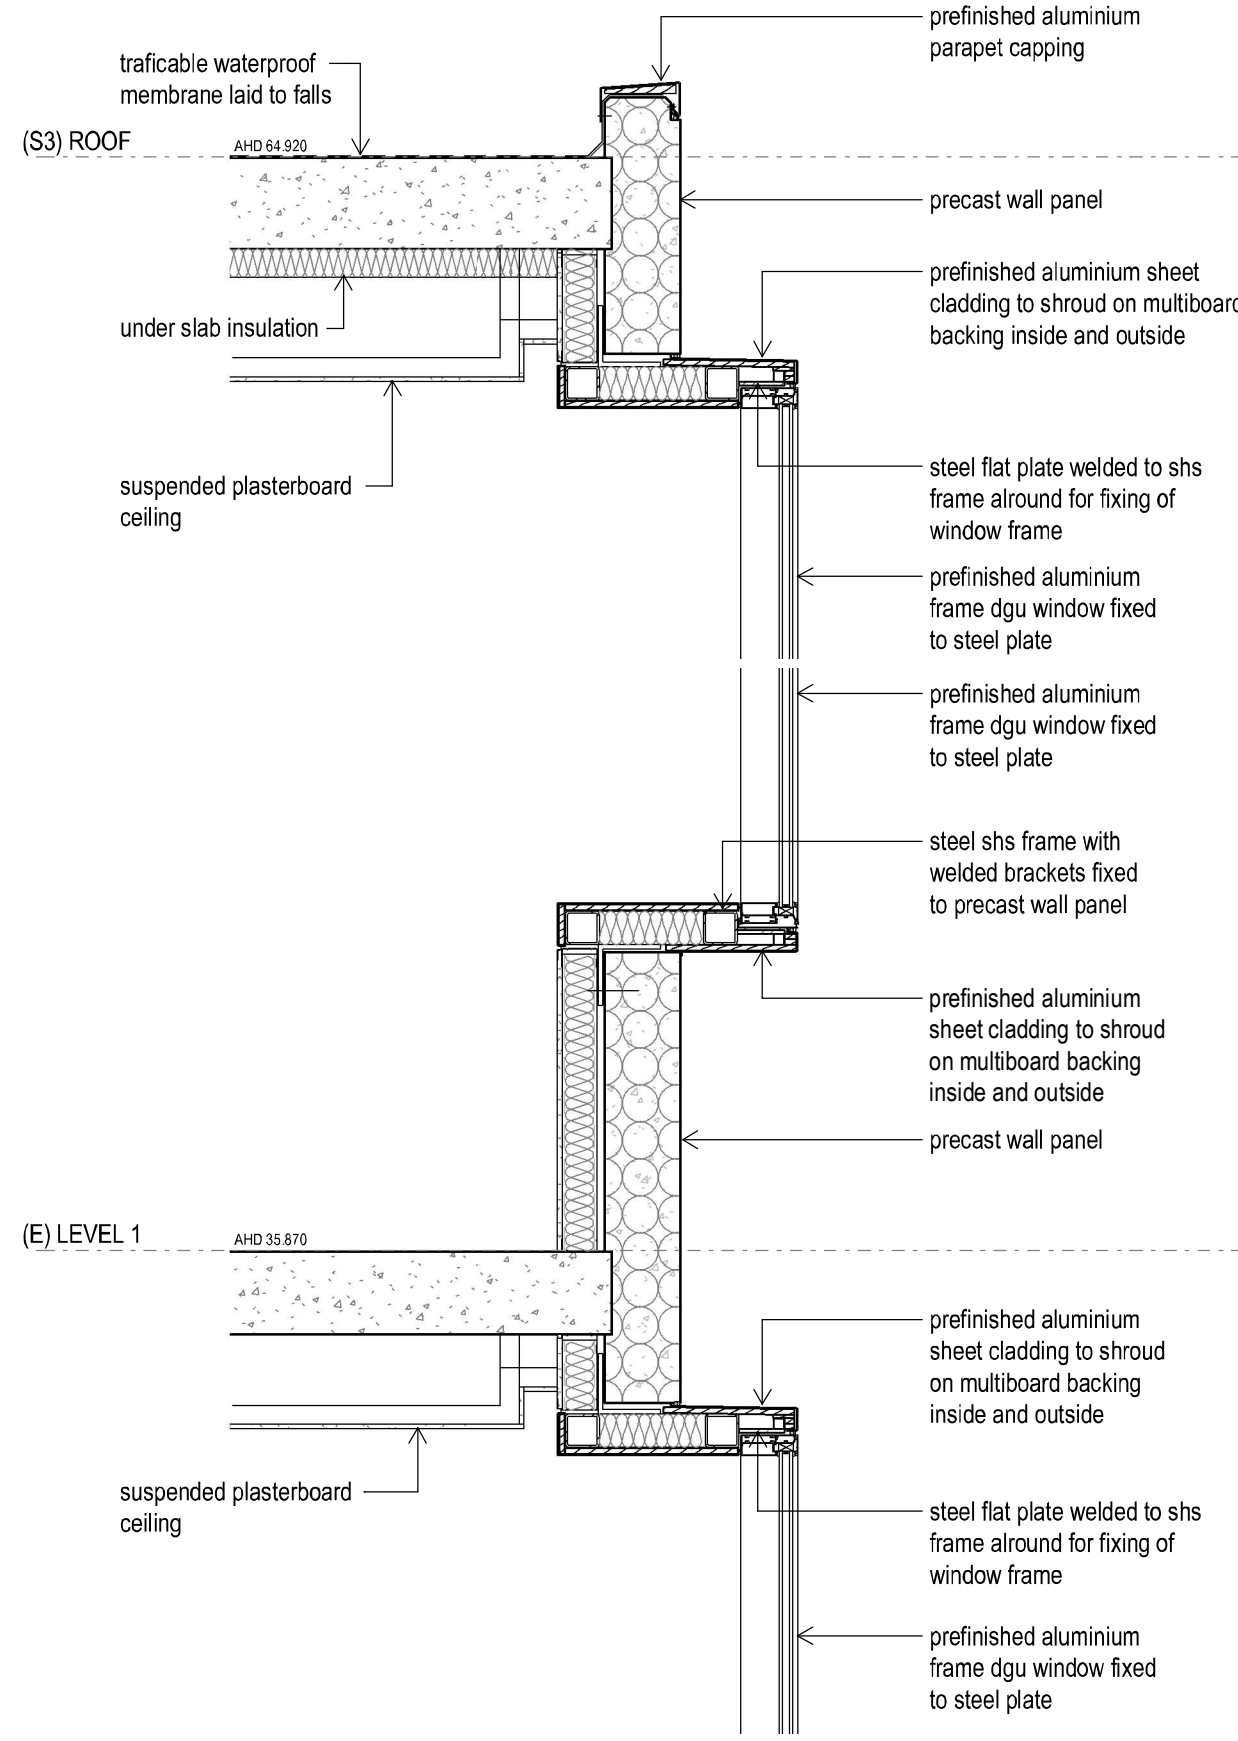 prefinished aluminium
parapet capping
traficable waterproof
membrane laid to falls
(S3) ROOF
AHD 64.920
precast wall panel
prefinished aluminium sheet
cladding to shroud on multiboard
backing inside and outside
under slab insulation
steel flat plate welded to shs
frame alround for fixing of
window frame
suspended plasterboard
ceiling
prefinished aluminium
frame dgu window fixed
to steel plate
prefinished aluminium
frame dgu window fixed
to steel plate
steel shs frame with
welded brackets fixed
to precast wall panel
prefinished aluminium
sheet cladding to shroud
on multiboard backing
inside and outside
precast wall panel
(E) LEVEL 1
AHD 35.870
prefinished aluminium
sheet cladding to shroud
on multiboard backing
inside and outside
suspended plasterboard
ceiling
steel flat plate welded to shs
frame alround for fixing of
window frame
prefinished aluminium
frame dgu window fixed
to steel plate